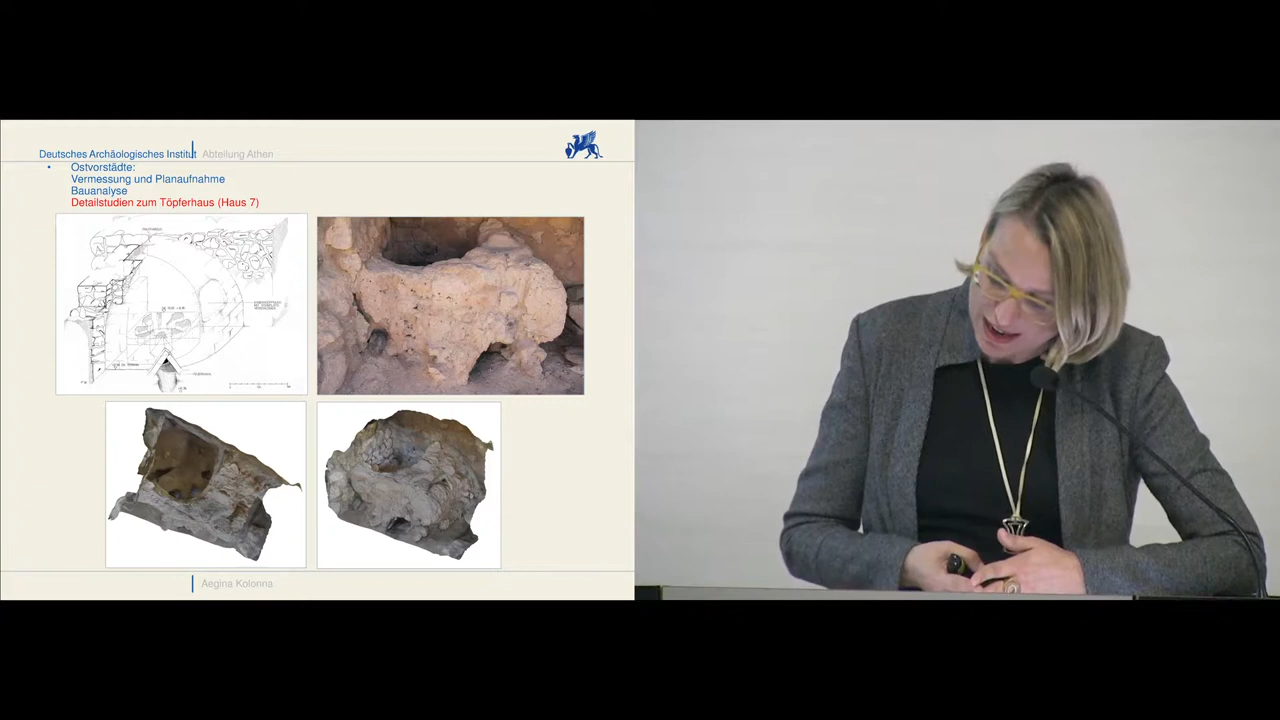 Deutsches Archäologisches Institut Abteilung Athen
• Ostvorstädte:
Vermessung und Planaufnahme
Bauanalyse
Detailstudien zum Töpferhaus (Haus 7)
Aegina Kolonna